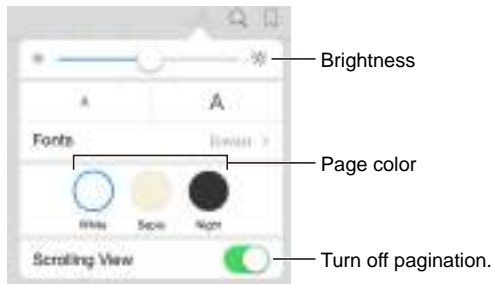 Brightness
A A
Fonts
Page color
White Sepia Night
Scrolling View
Turn off pagination.